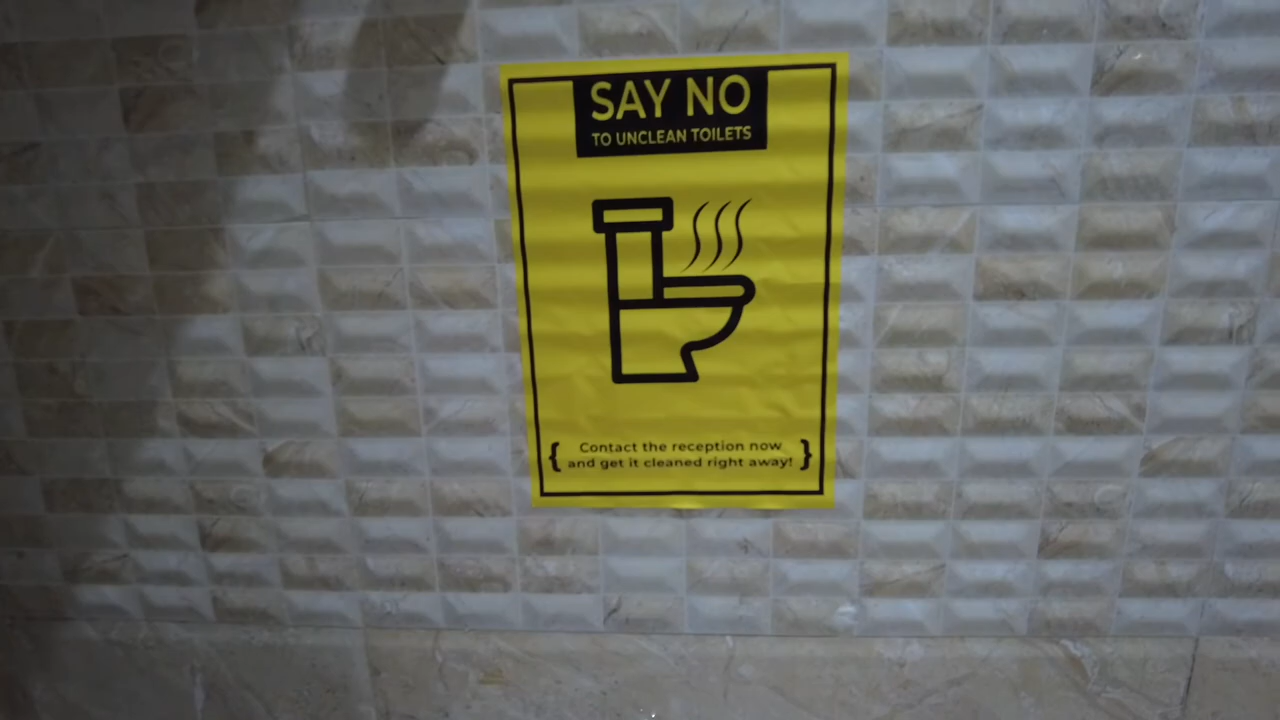 SAY NO
TO UNCLEAN TOILETS
{ Contact the reception now
and get it cleaned right away! }